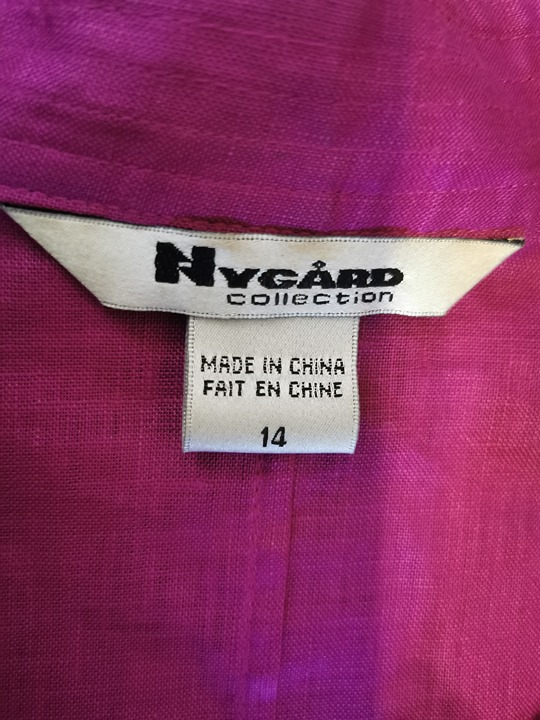 NYGÅRD
collection
MADE IN CHINA
FAIT EN CHINE
14